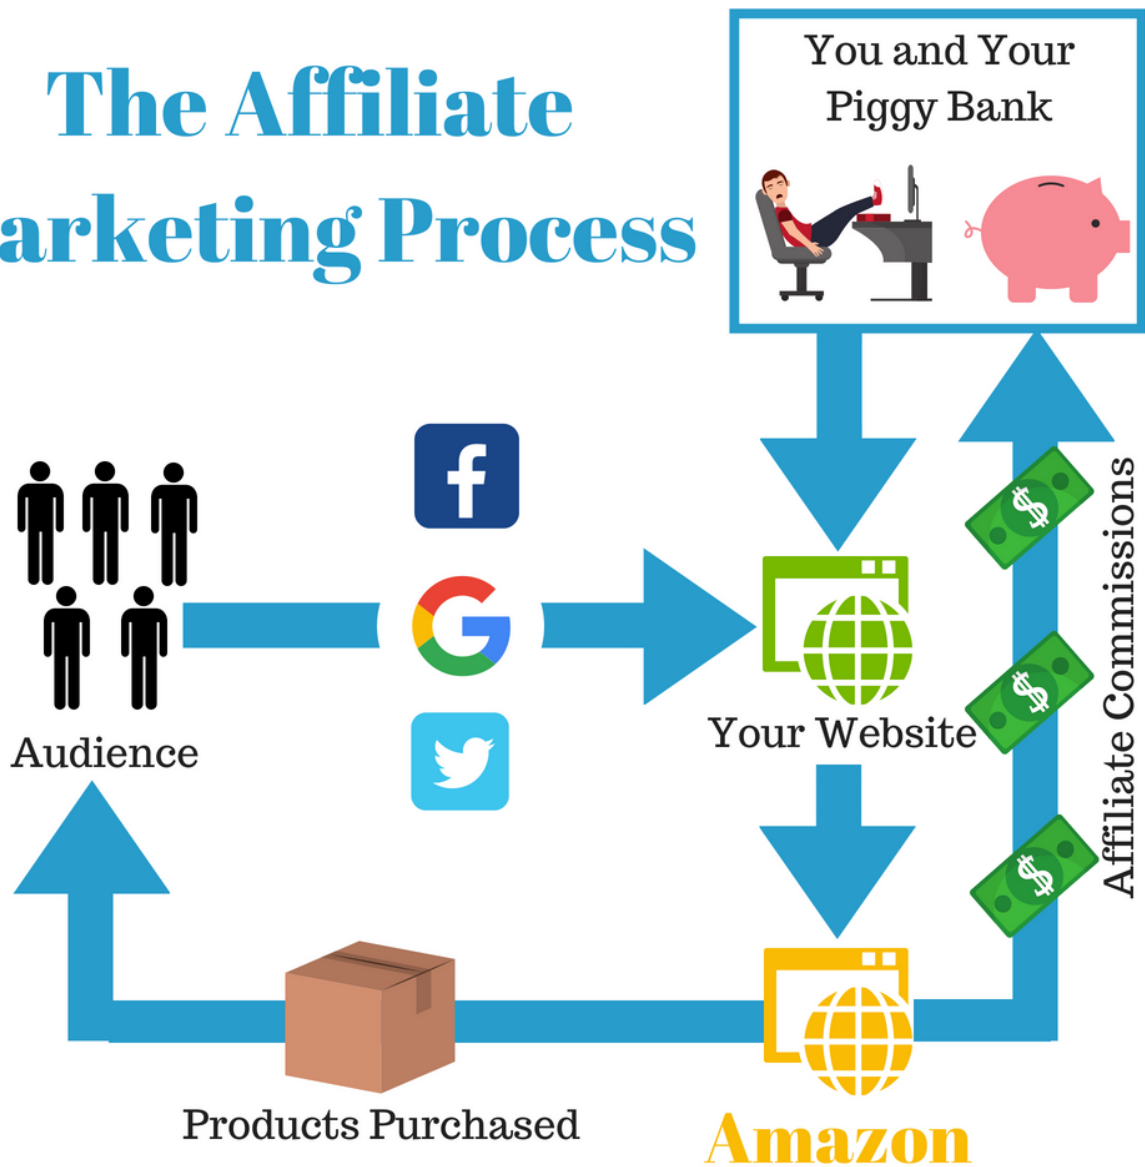 The Affiliate
arketing Process
You and Your
Piggy Bank
Audience
Your Website
Affiliate Commissions
Products Purchased
Amazon